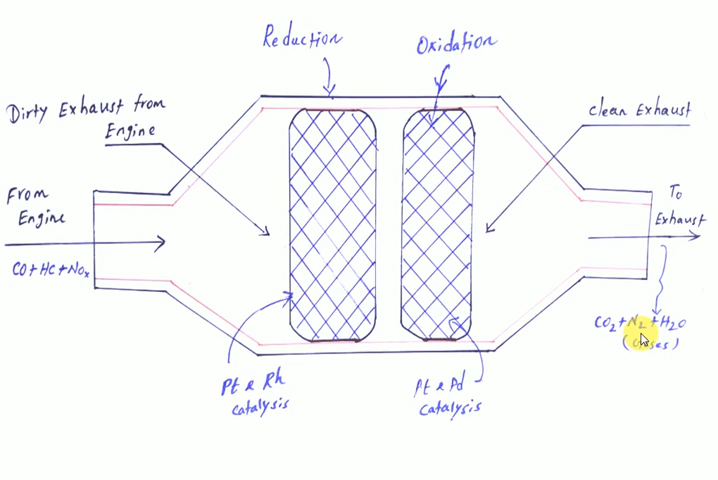 Reduction
Oxidation
Dirty Exhaust from
Engine
clean Exhaust
From
Engine
To
Exhaust
CO+HC+NOx
CO2+N2+H2O
(Gases)
Pt & Rh
catalysis
Pt & Pd
catalysis